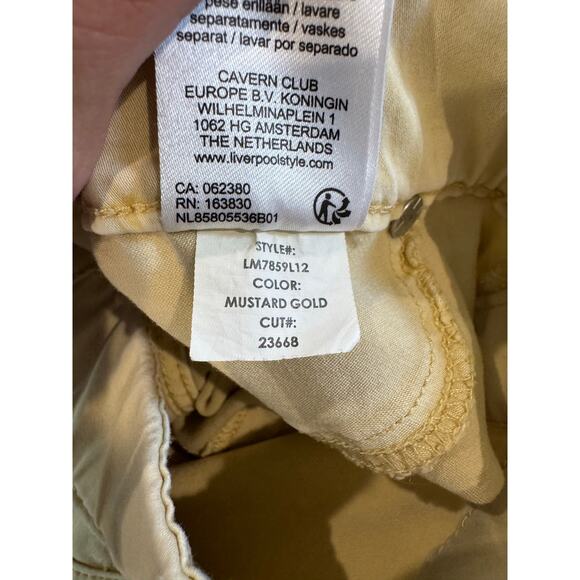 pese erillään / lavare
separatamente / vaskes
separat / lavar por separado
CAVERN CLUB
EUROPE B.V. KONINGIN
WILHELMINAPLEIN 1
1062 HG AMSTERDAM
THE NETHERLANDS
www.liverpoolstyle.com
CA: 062380
RN: 163830
NL85805536B01
STYLE#:
LM7859L12
COLOR:
MUSTARD GOLD
CUT#:
23668